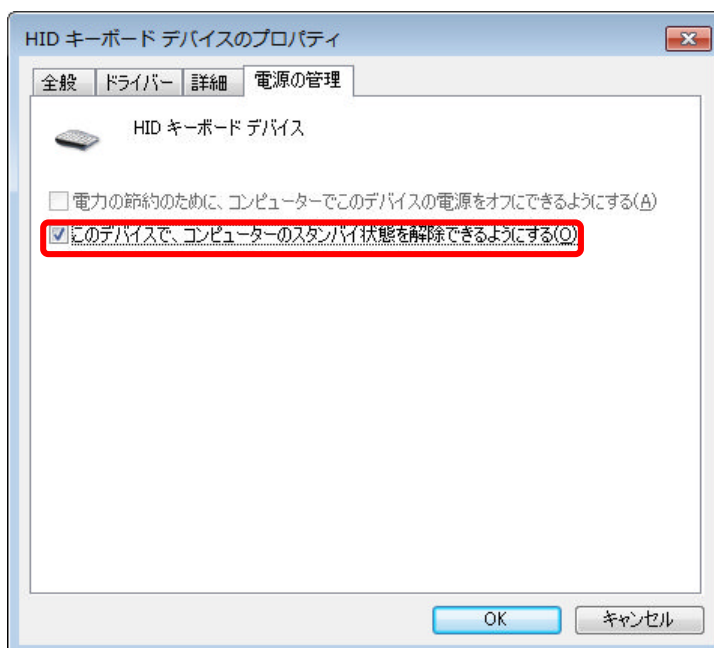 HID キーボード デバイスのプロパティ
全般 ドライバー 詳細 電源の管理
HID キーボード デバイス
電力の節約のために、コンピューターでこのデバイスの電源をオフにできるようにする(A)
このデバイスで、コンピューターのスタンバイ状態を解除できるようにする(O)
OK キャンセル